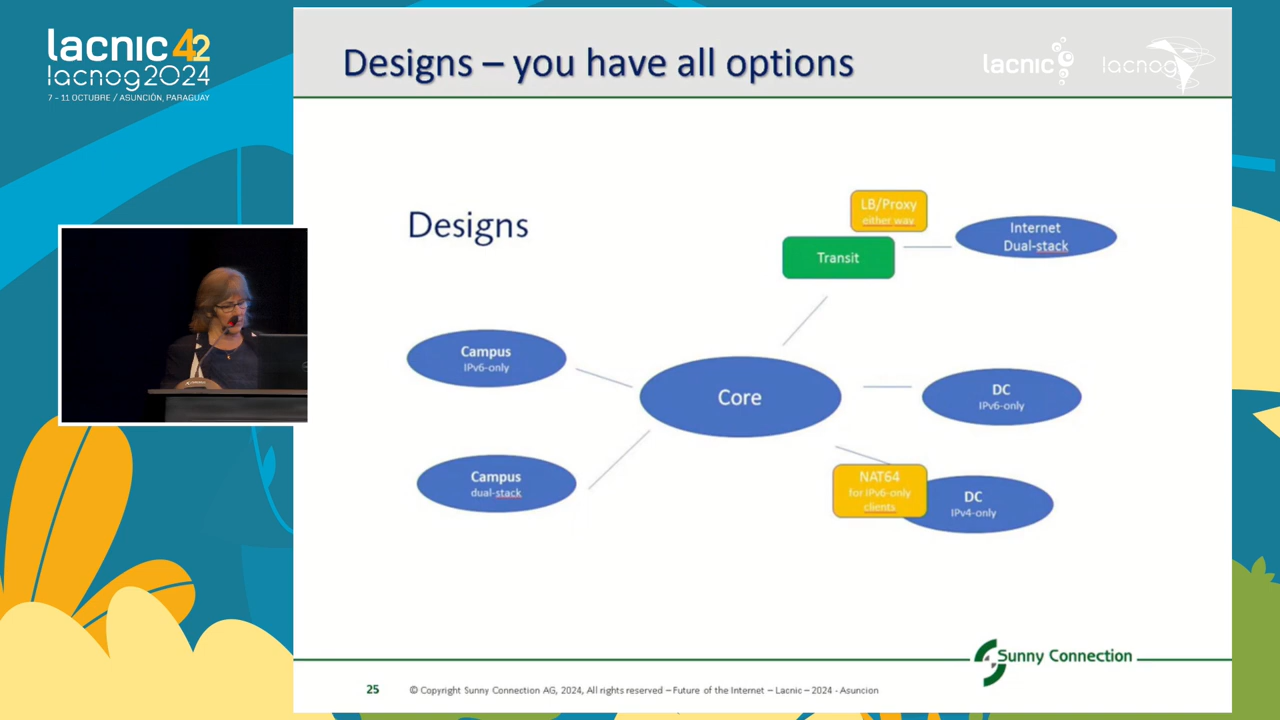 lacnic 42
lacnog2024
7 - 11 OCTUBRE / ASUNCIÓN, PARAGUAY
Designs – you have all options
lacnic
lacnog
Designs
LB/Proxy
either way
Transit
Internet
Dual-stack
Campus
IPv6-only
Core
DC
IPv6-only
Campus
dual-stack
NAT64
for IPv6-only
clients
DC
IPv4-only
Sunny Connection
25
© Copyright Sunny Connection AG, 2024, All rights reserved – Future of the Internet – Lacnic – 2024 - Asuncion